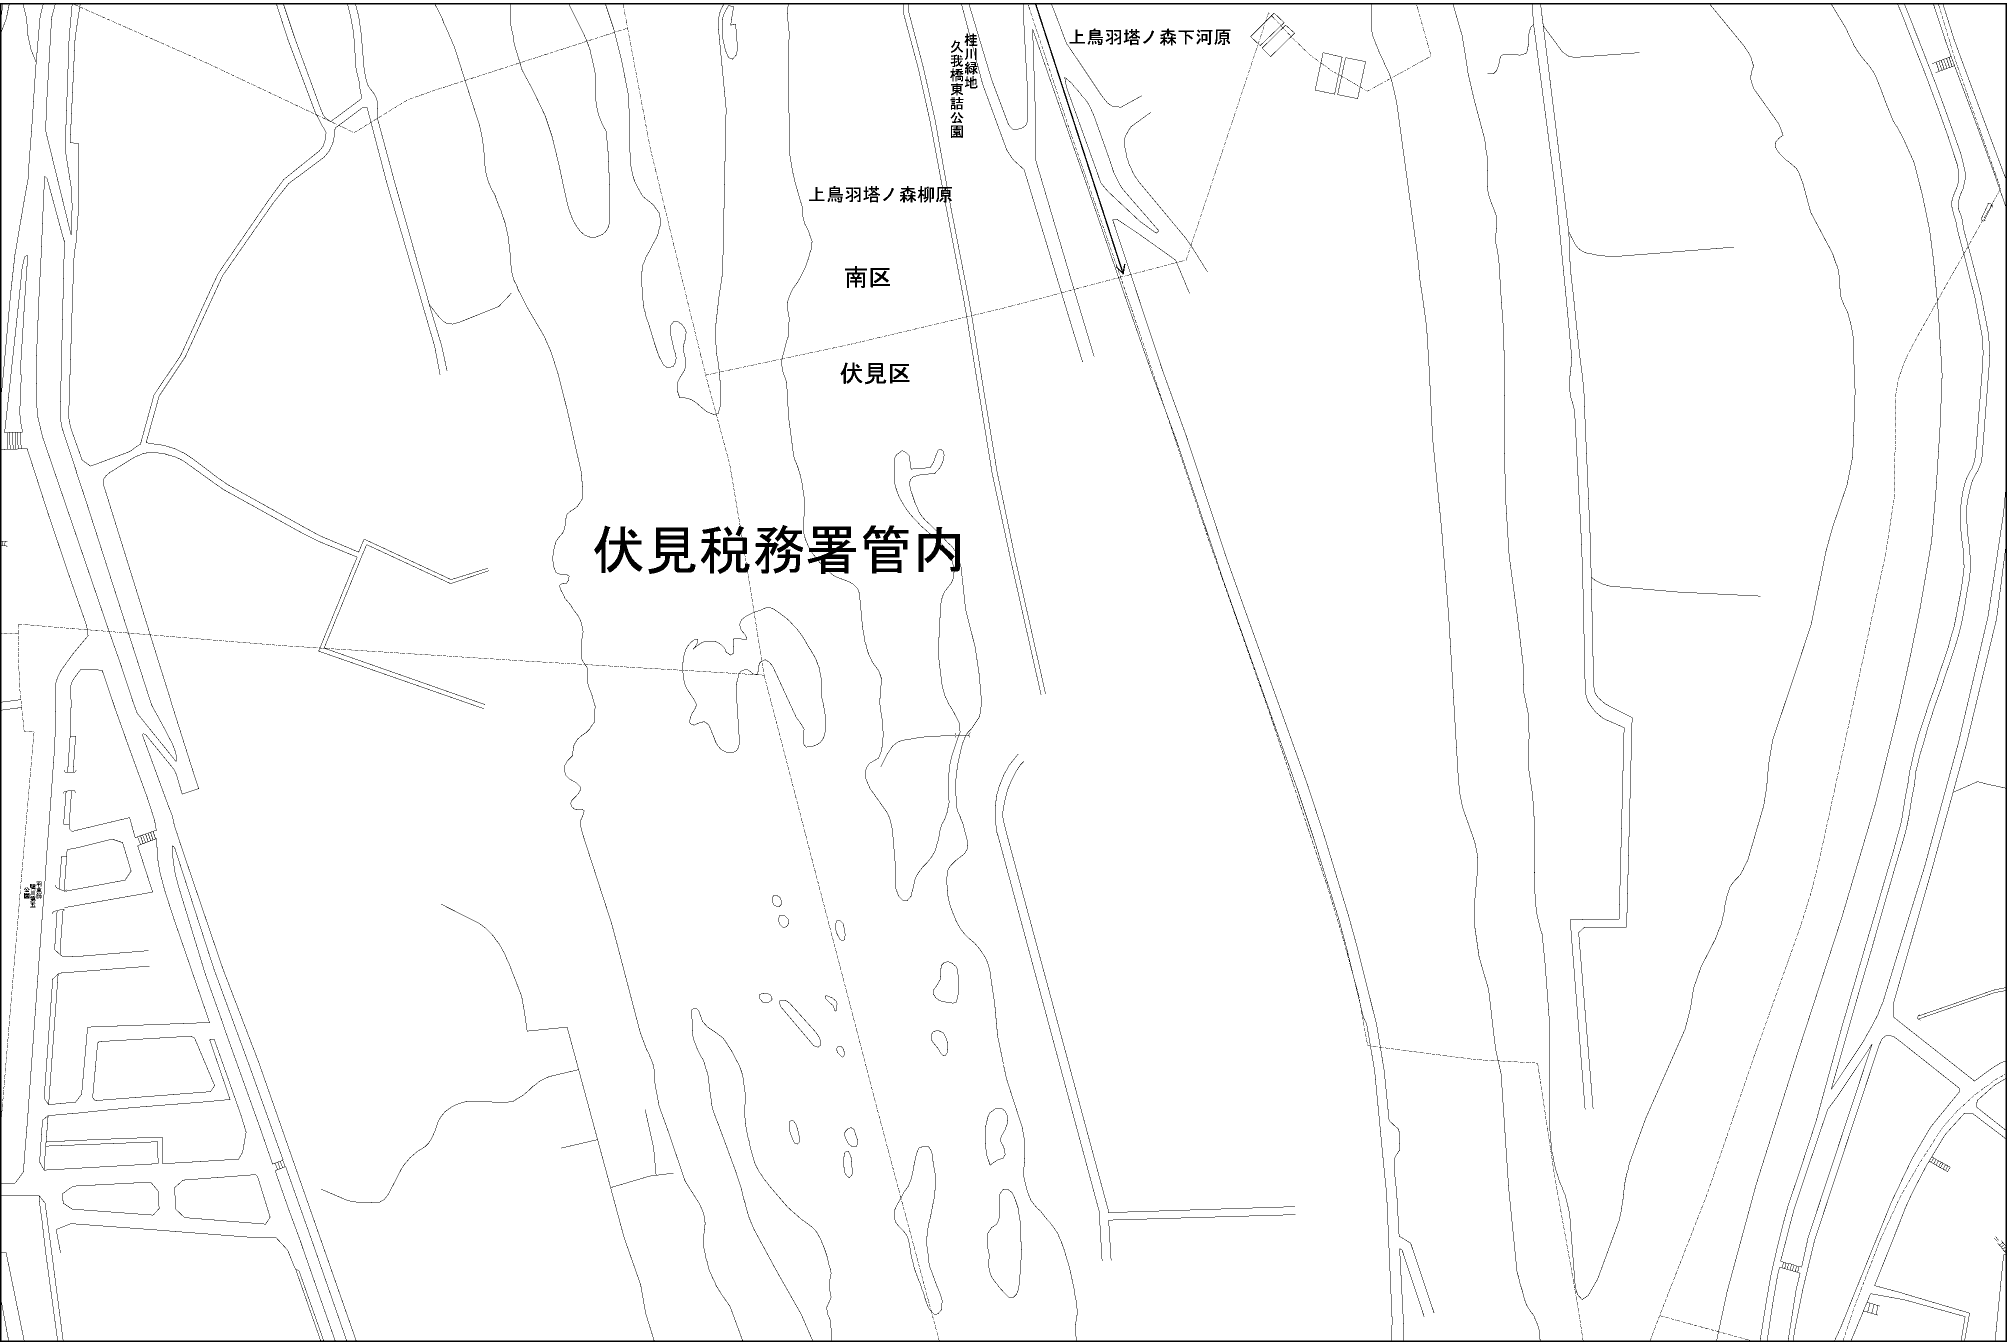 上鳥羽塔ノ森下河原
桂川緑地
久我橋東詰公園
上鳥羽塔ノ森柳原
南区
伏見区
伏見税務署管内